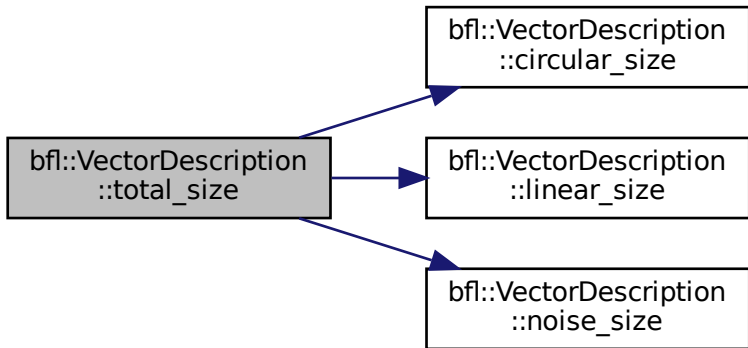 bfl::VectorDescription
::circular_size
bfl::VectorDescription
::total_size
bfl::VectorDescription
::linear_size
bfl::VectorDescription
::noise_size